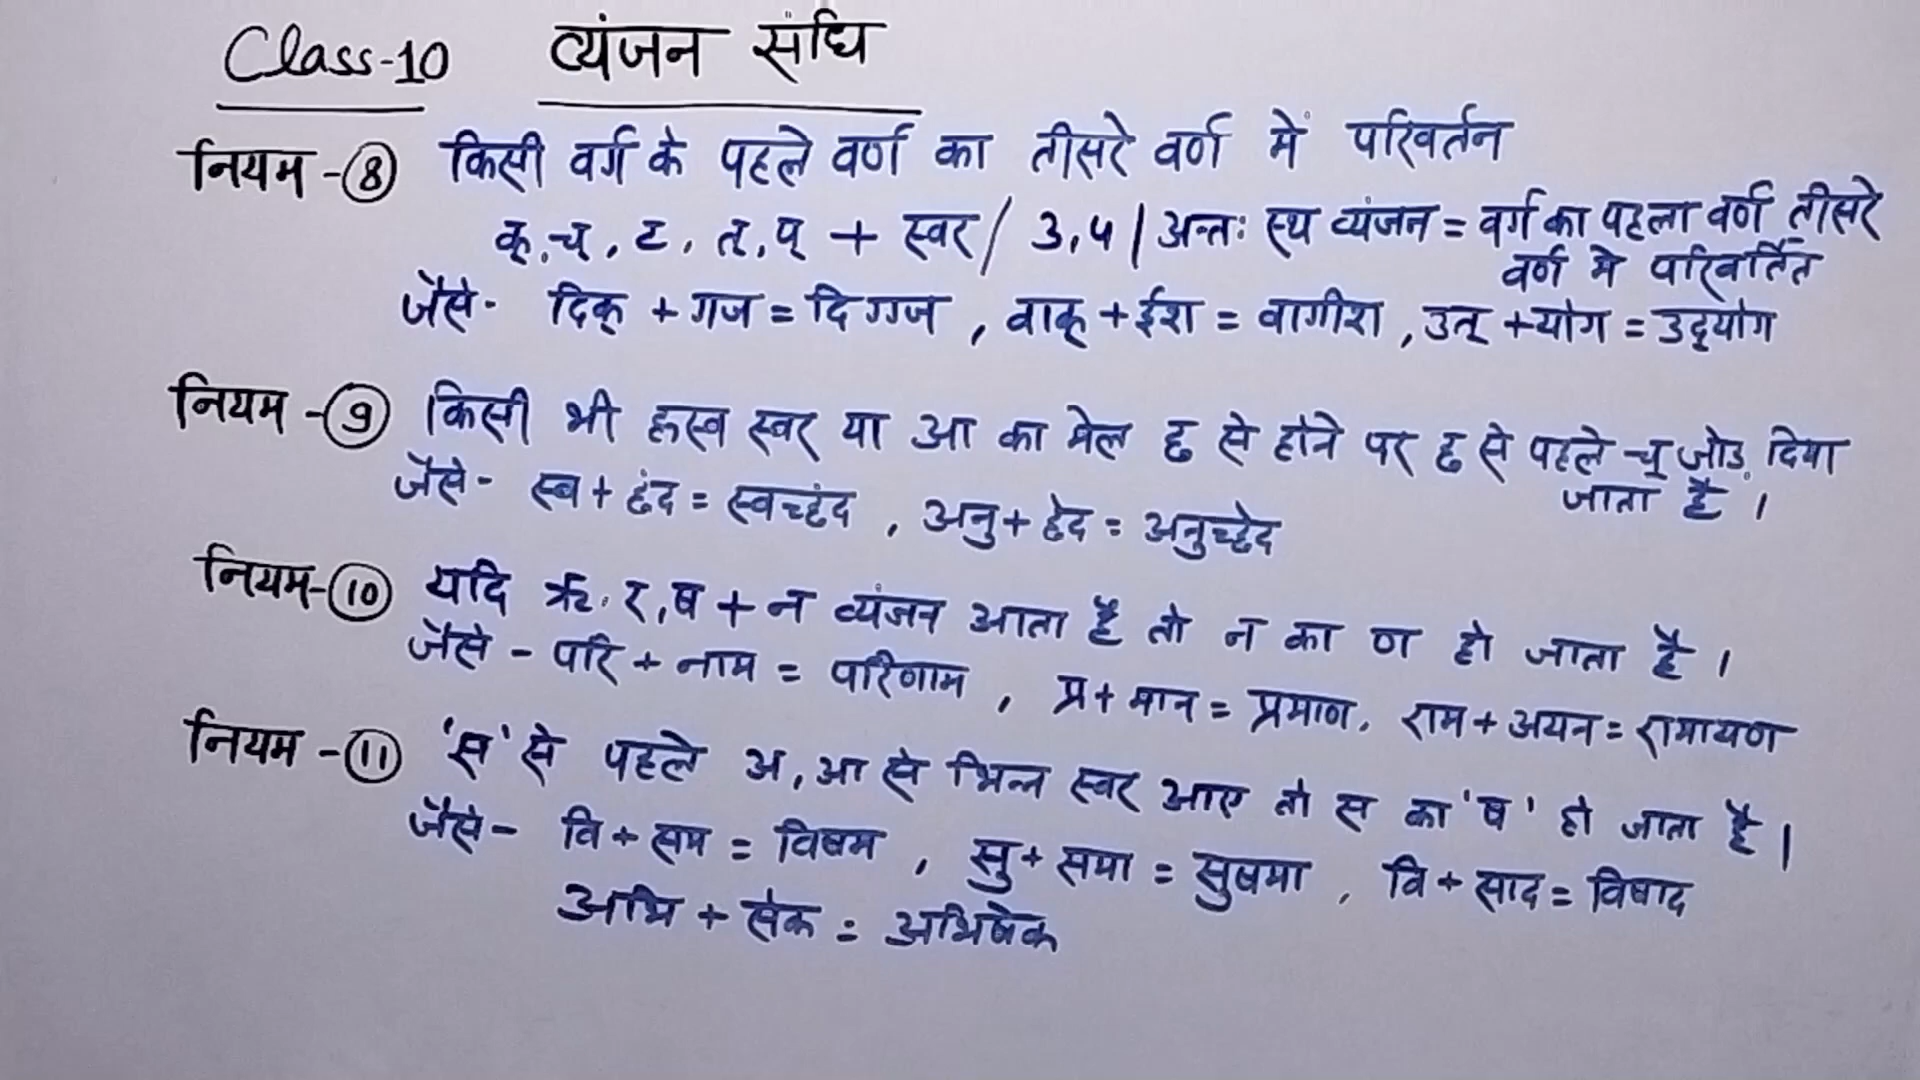 Class-10 व्यंजन संधि
नियम -⑧ किसी वर्ग के पहले वर्ण का तीसरे वर्ण में परिवर्तन
क्, च्, ट, त्, प् + स्वर / 3,4 / अन्तः स्थ व्यंजन = वर्ग का पहला वर्ण तीसरे
वर्ण मे परिवर्तित
जैसे- दिक् + गज = दिग्गज , वाक् + ईश = वागीश , उत् + योग = उद्योग
नियम -⑨ किसी भी ह्रस्व स्वर या आ का मेल छ से होने पर छ से पहले च् जोड़ दिया
जाता है ।
जैसे- स्व + छंद = स्वच्छंद , अनु + छेद = अनुच्छेद
नियम-⑩ यदि ऋ, र, ष + न व्यंजन आता है तो न का ण हो जाता है ।
जैसे - परि + नाम = परिणाम , प्र + मान = प्रमाण, राम + अयन = रामायण
नियम -⑪ 'स' से पहले अ, आ से भिन्न स्वर आए तो स का 'ष' हो जाता है ।
जैसे- वि + सम = विषम , सु + समा = सुषमा , वि + साद = विषाद
अभि + सेक = अभिषेक